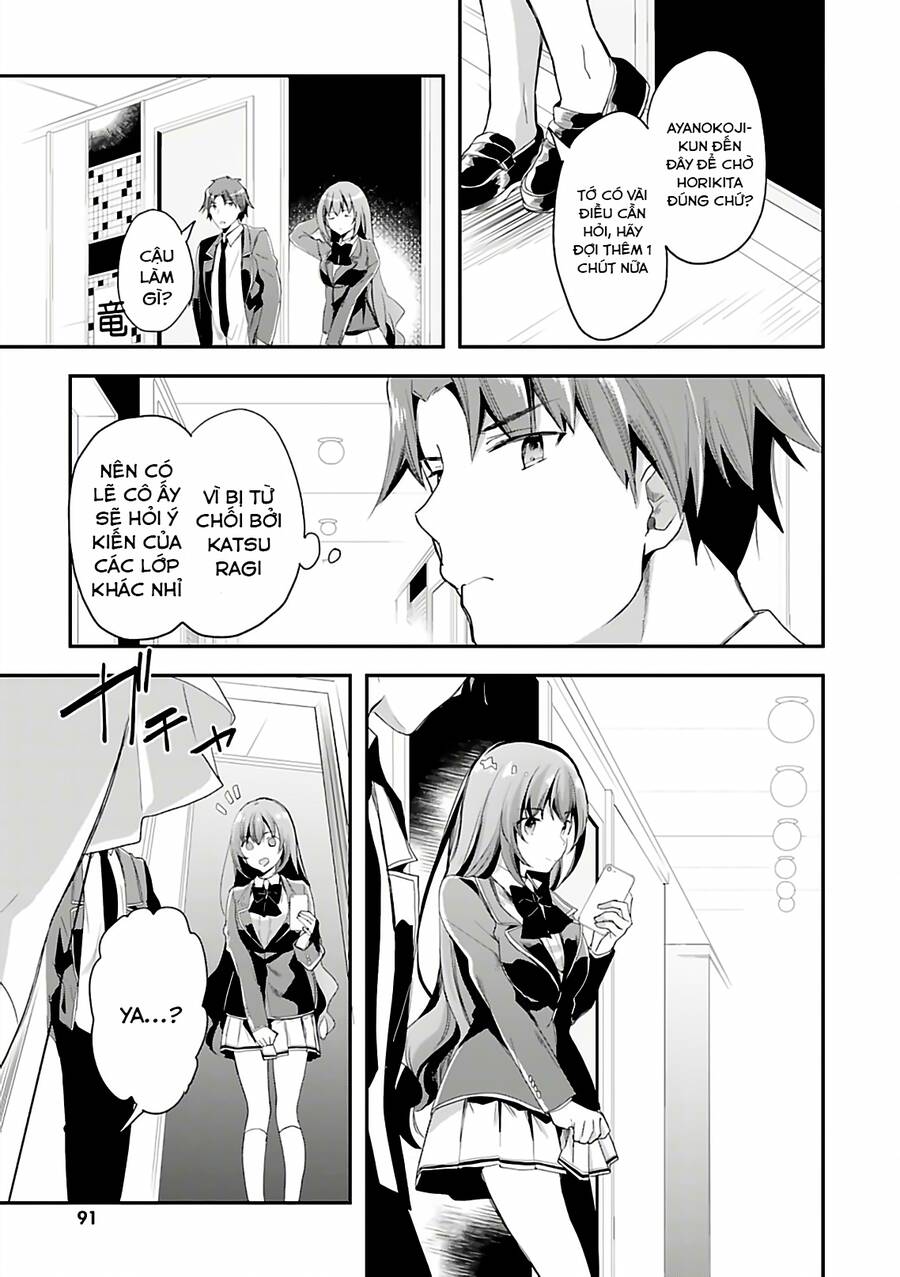 AYANOKOJI-
KUN ĐẾN
ĐÂY ĐỂ CHỜ
HORIKITA
ĐÚNG CHỨ?
TỚ CÓ VÀI
ĐIỀU CẦN
HỎI, HÃY
ĐỢI THÊM 1
CHÚT NỮA
CẬU
LÀM
GÌ?
竜
VÌ BỊ TỪ
CHỐI BỞI
KATSU
RAGI
NÊN CÓ
LẼ CÔ ẤY
SẼ HỎI Ý
KIẾN CỦA
CÁC LỚP
KHÁC NHỈ
ガチャ
YA...?
91